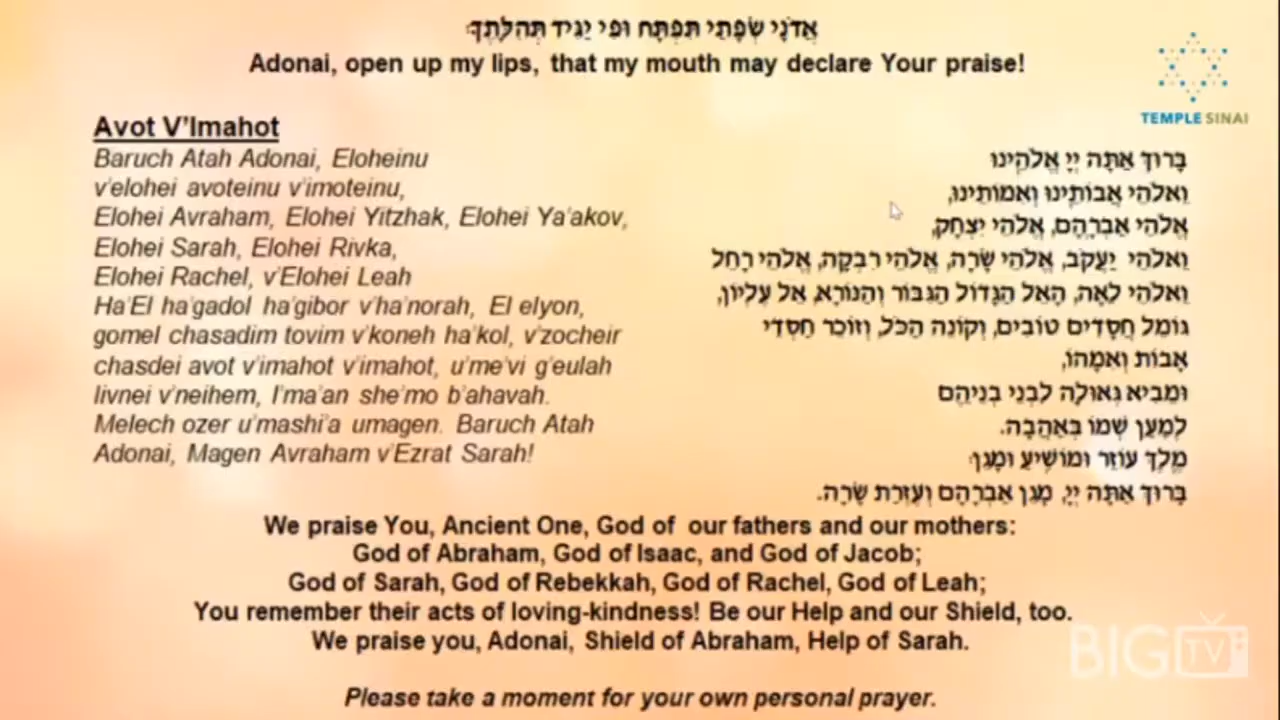 אֲדֹנָי שְׂפָתַי תִּפְתָּח וּפִי יַגִּיד תְּהִלָּתֶךָ׃
Adonai, open up my lips, that my mouth may declare Your praise!
TEMPLE SINAI
Avot V'Imahot
Baruch Atah Adonai, Eloheinu
v'elohei avoteinu v'imoteinu,
Elohei Avraham, Elohei Yitzhak, Elohei Ya'akov,
Elohei Sarah, Elohei Rivka,
Elohei Rachel, v'Elohei Leah
Ha'El ha'gadol ha'gibor v'ha'norah, El elyon,
gomel chasadim tovim v'koneh ha'kol, v'zocheir
chasdei avot v'imahot v'imahot, u'me'vi g'eulah
livnei v'neihem, l'ma'an she'mo b'ahavah.
Melech ozer u'mashi'a umagen. Baruch Atah
Adonai, Magen Avraham v'Ezrat Sarah!
בָּרוּךְ אַתָּה יְיָ אֱלֹהֵינוּ
וֵאלֹהֵי אֲבוֹתֵינוּ וְאִמוֹתֵינוּ,
אֱלֹהֵי אַבְרָהָם, אֱלֹהֵי יִצְחָק,
וֵאלֹהֵי יַעֲקֹב, אֱלֹהֵי שָׂרָה, אֱלֹהֵי רִבְקָה, אֱלֹהֵי רָחֵל
וֵאלֹהֵי לֵאָה, הָאֵל הַגָּדוֹל הַגִּבּוֹר וְהַנּוֹרָא, אֵל עֶלְיוֹן,
גּוֹמֵל חֲסָדִים טוֹבִים, וְקוֹנֵה הַכֹּל, וְזוֹכֵר חַסְדֵי
אָבוֹת וְאִמָּהוֹ,
וּמֵבִיא גְאוּלָה לִבְנֵי בְנֵיהֶם
לְמַעַן שְׁמוֹ בְּאַהֲבָה.
מֶלֶךְ עוֹזֵר וּמוֹשִׁיעַ וּמָגֵן׃
בָּרוּךְ אַתָּה יְיָ, מָגֵן אַבְרָהָם וְעֶזְרַת שָׂרָה.
We praise You, Ancient One, God of our fathers and our mothers:
God of Abraham, God of Isaac, and God of Jacob;
God of Sarah, God of Rebekkah, God of Rachel, God of Leah;
You remember their acts of loving-kindness! Be our Help and our Shield, too.
We praise you, Adonai, Shield of Abraham, Help of Sarah.
Please take a moment for your own personal prayer.
BIG TV